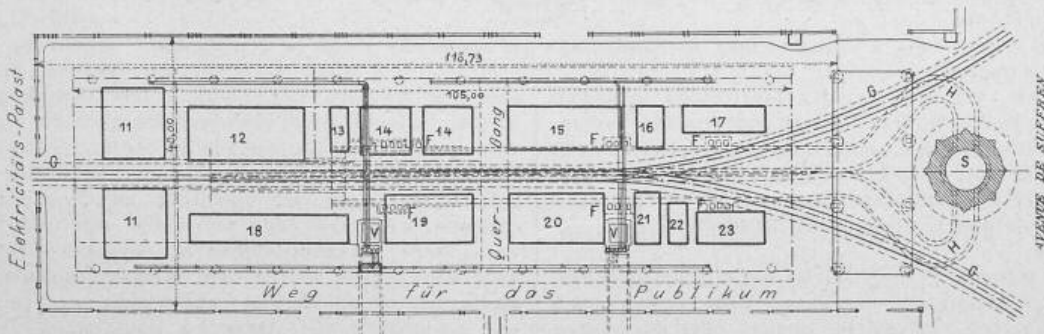 116,73
105,00
Elektricitäts-Palast
G
11
12
13
14
14
F
Quer-Gang
15
F
16
F
17
G
H
S
AVENUE DE SUFFREN
11
18
V
F
19
20
F
V
21
22
F
23
H
G
Weg für das Publikum